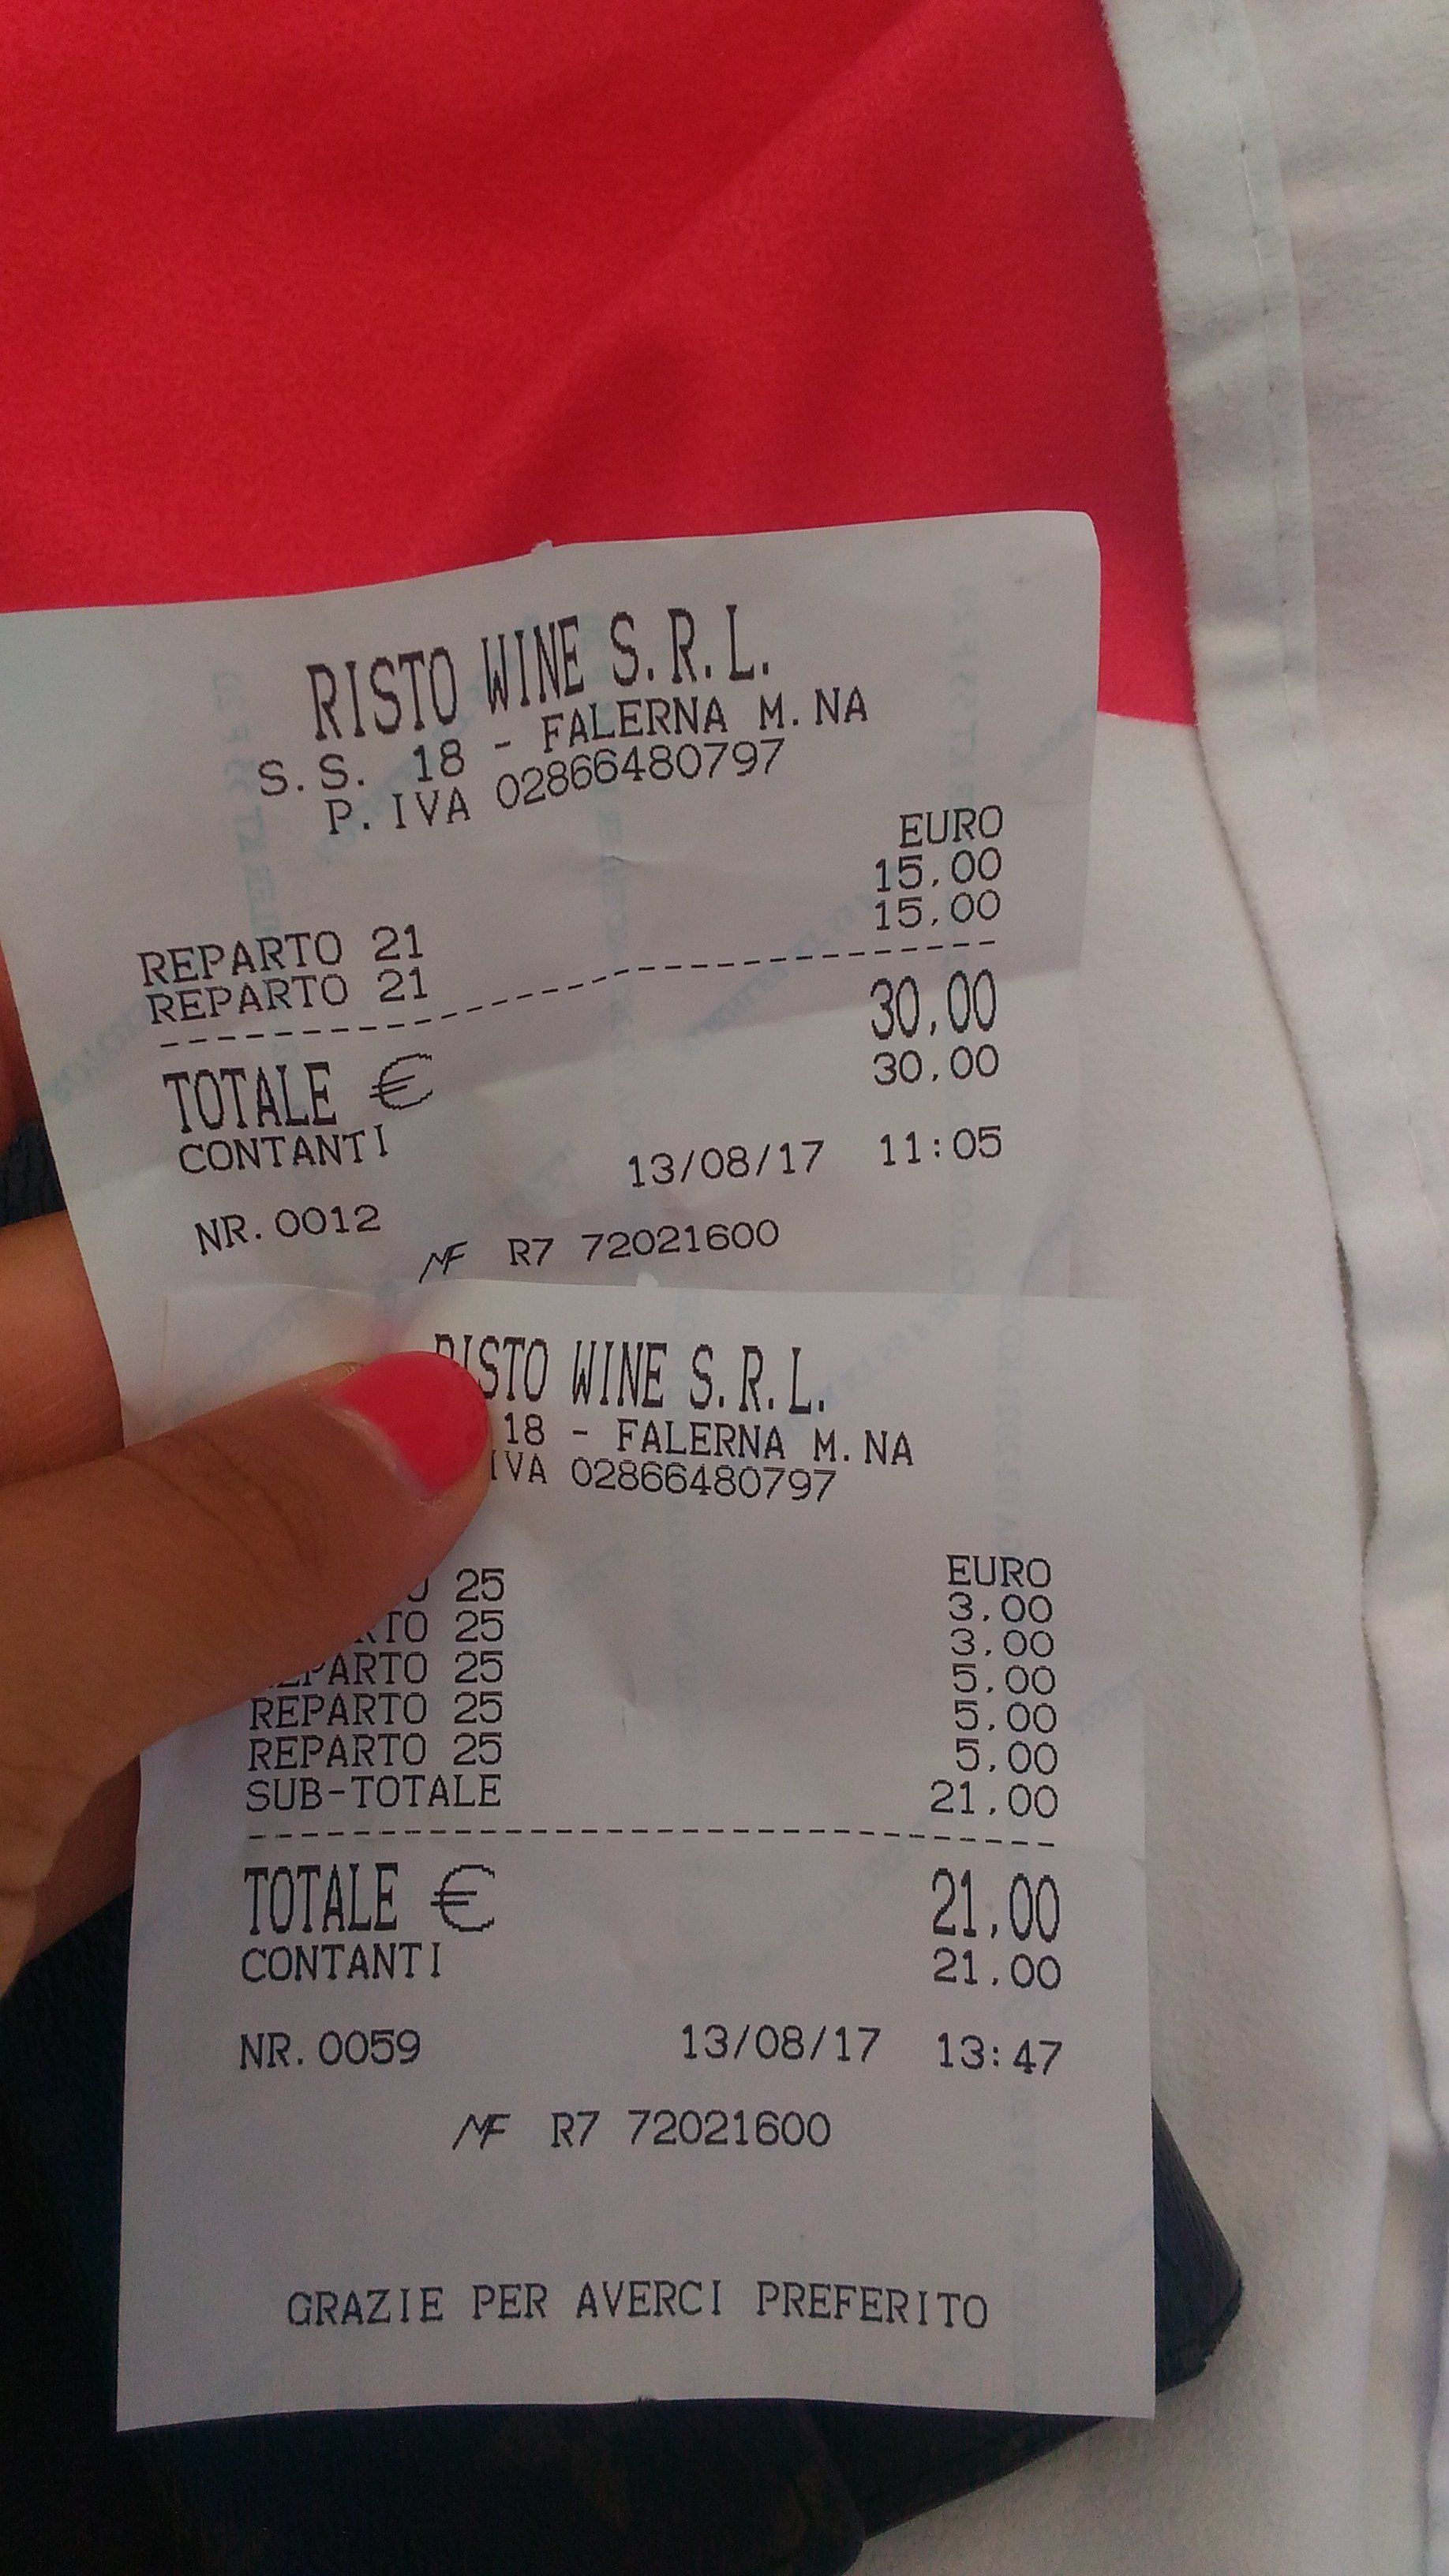 RISTO WINE S.R.L.
S.S. 18 - FALERNA M.NA
P.IVA 02866480797
EURO
REPARTO 21 15,00
REPARTO 21 15,00
TOTALE € 30,00
CONTANTI 30,00
NR.0012 13/08/17 11:05
MF R7 72021600
RISTO WINE S.R.L.
18 - FALERNA M.NA
IVA 02866480797
EURO
25 3,00
25 3,00
REPARTO 25 5,00
REPARTO 25 5,00
REPARTO 25 5,00
SUB-TOTALE 21,00
TOTALE € 21,00
CONTANTI 21,00
NR.0059 13/08/17 13:47
MF R7 72021600
GRAZIE PER AVERCI PREFERITO